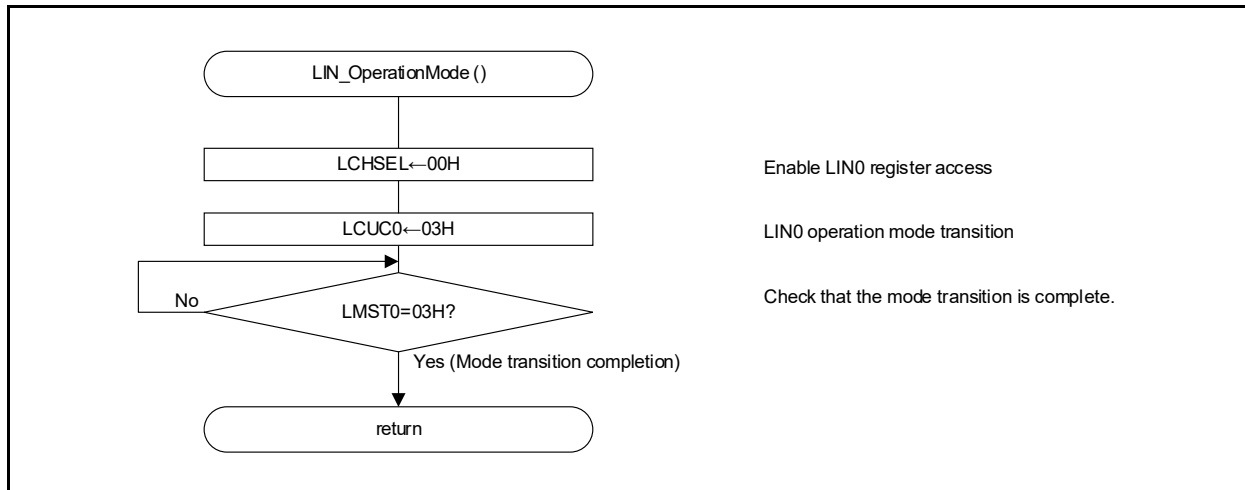 LIN_OperationMode ()
LCHSEL←00H
Enable LIN0 register access
LCUC0←03H
LIN0 operation mode transition
No
LMST0=03H?
Check that the mode transition is complete.
Yes (Mode transition completion)
return